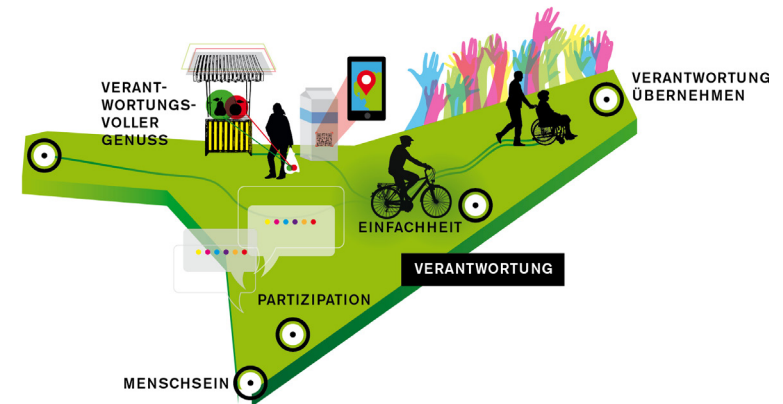 VERANT-
WORTUNGS-
VOLLER
GENUSS
VERANTWORTUNG
ÜBERNEHMEN
EINFACHHEIT
VERANTWORTUNG
PARTIZIPATION
MENSCHSEIN